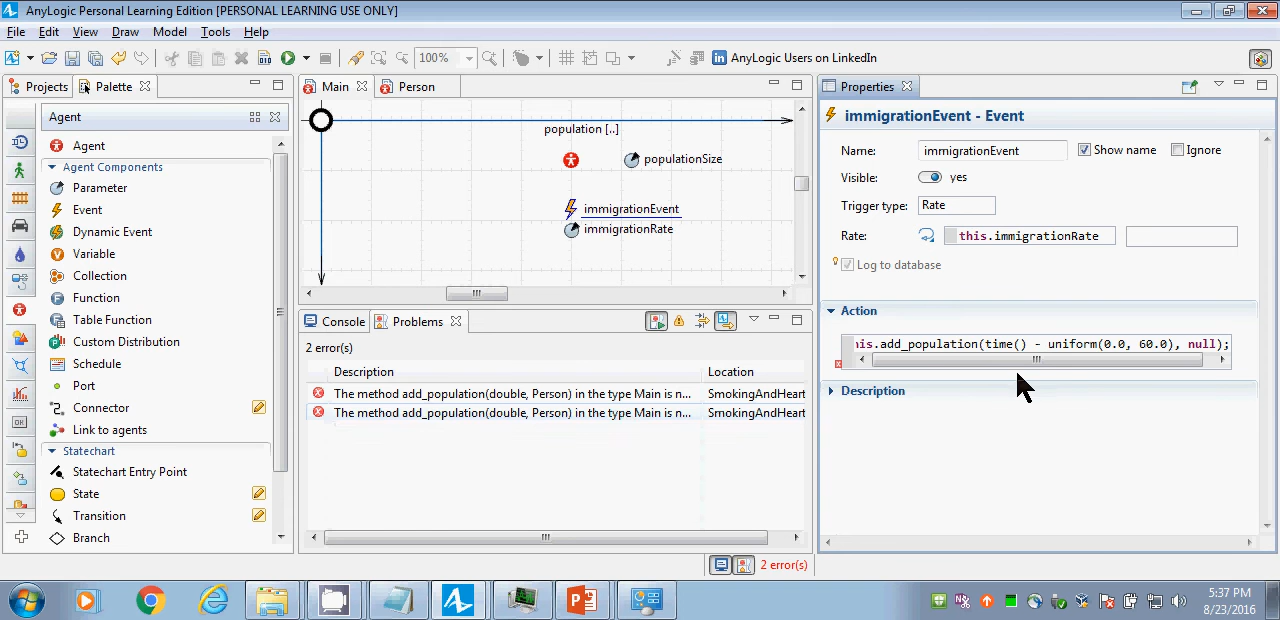 AnyLogic Personal Learning Edition [PERSONAL LEARNING USE ONLY]
File Edit View Draw Model Tools Help
100% AnyLogic Users on LinkedIn
Projects Palette
Agent
Agent
Agent Components
Parameter
Event
Dynamic Event
Variable
Collection
Function
Table Function
Custom Distribution
Schedule
Port
Connector
Link to agents
Statechart
Statechart Entry Point
State
Transition
Branch
Main Person
population [..]
populationSize
immigrationEvent
immigrationRate
Console Problems
2 error(s)
Description Location
The method add_population(double, Person) in the type Main is n... SmokingAndHeart
The method add_population(double, Person) in the type Main is n... SmokingAndHeart
Properties
immigrationEvent - Event
Name: immigrationEvent Show name Ignore
Visible: yes
Trigger type: Rate
Rate: this.immigrationRate
Log to database
Action
his.add_population(time() - uniform(0.0, 60.0), null);
Description
2 error(s)
5:37 PM
8/23/2016